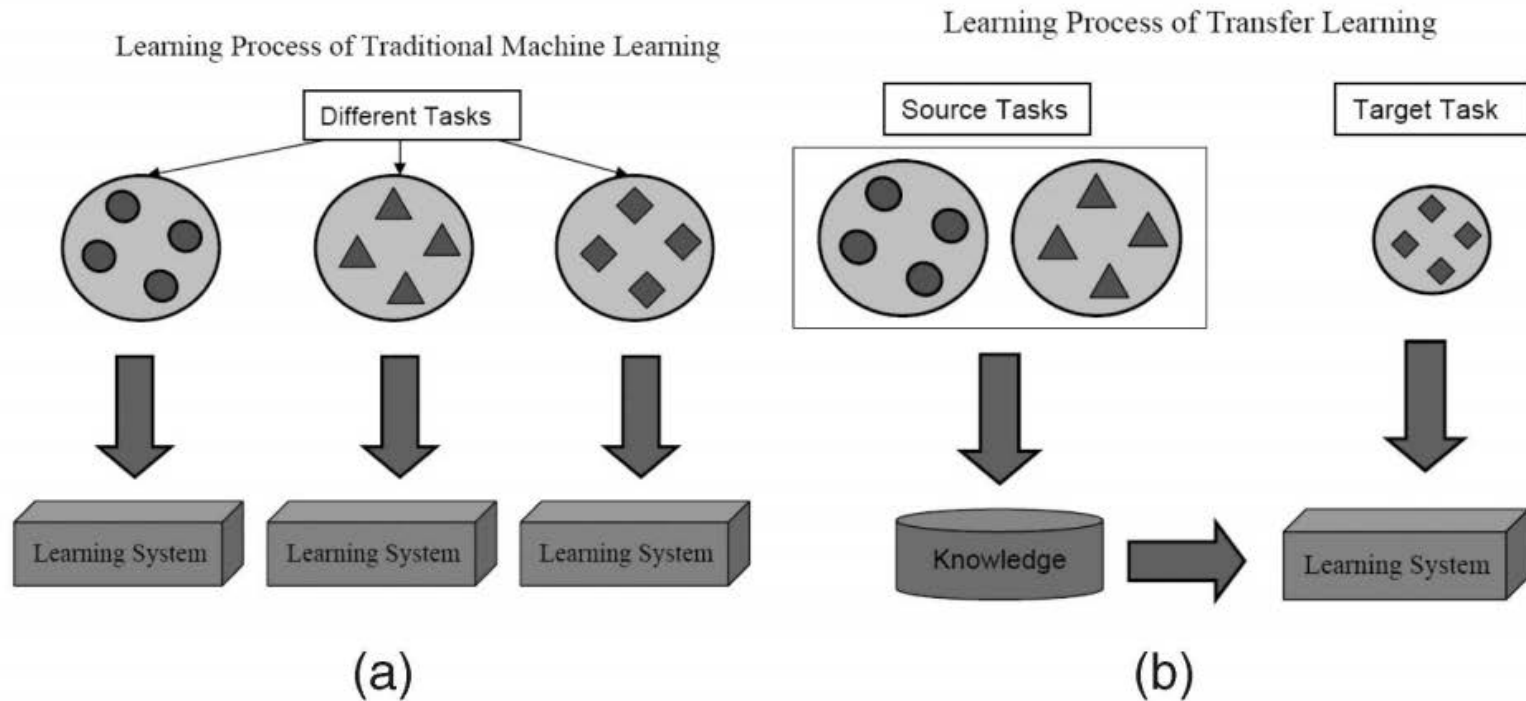 Learning Process of Traditional Machine Learning
Different Tasks
Learning System
Learning System
Learning System
(a)
Learning Process of Transfer Learning
Source Tasks
Target Task
Knowledge
Learning System
(b)